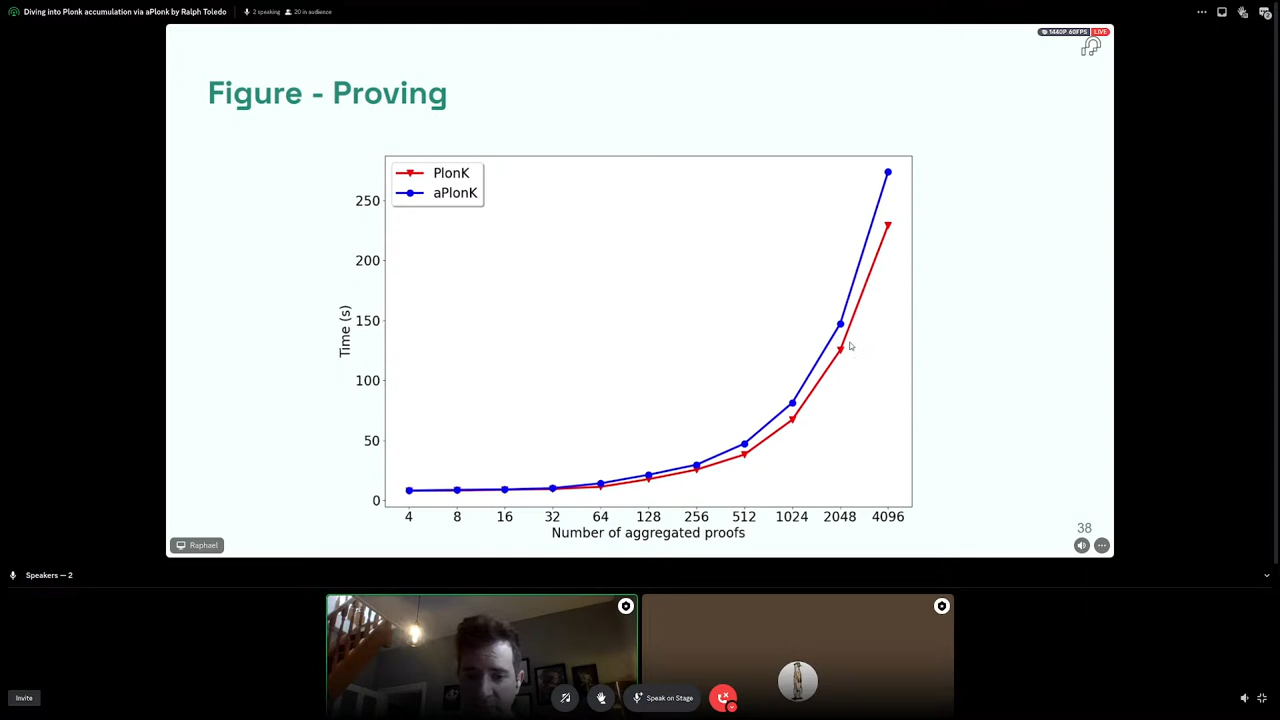 Diving into Plonk accumulation via aPlonk by Ralph Toledo
2 speaking
20 in audience
1440P 60FPS
LIVE
Figure - Proving
PlonK
aPlonK
250
200
150
100
50
0
Time (s)
4 8 16 32 64 128 256 512 1024 2048 4096
Number of aggregated proofs
38
Raphael
Speakers — 2
Invite
Speak on Stage